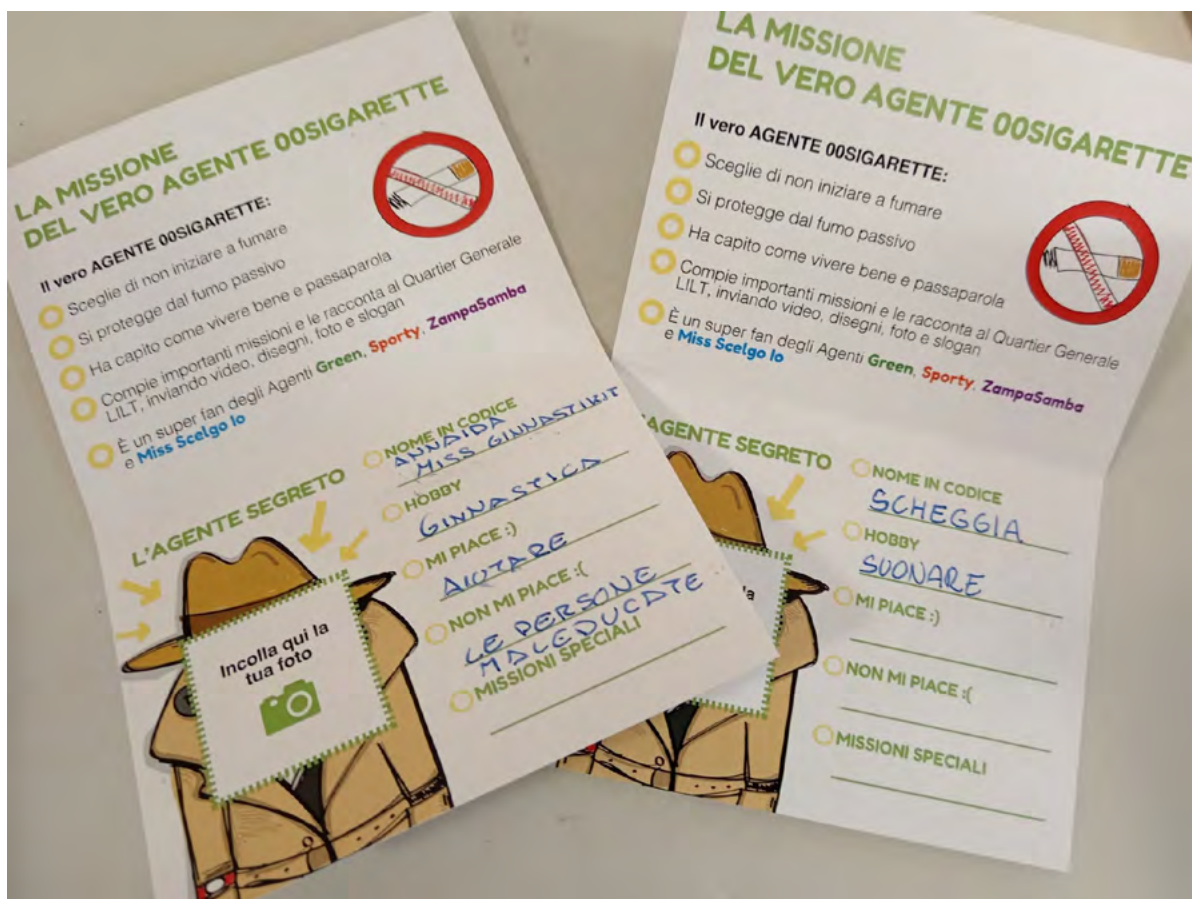 LA MISSIONE
DEL VERO AGENTE 00SIGARETTE
Il vero AGENTE 00SIGARETTE:
Sceglie di non iniziare a fumare
Si protegge dal fumo passivo
Ha capito come vivere bene e passaparola
Compie importanti missioni e le racconta al Quartier Generale
LILT, inviando video, disegni, foto e slogan
È un super fan degli Agenti Green, Sporty, ZampaSamba
e Miss Scelgo Io
L'AGENTE SEGRETO
Incolla qui la
tua foto
NOME IN CODICE
ANNAIDA
MISS GINNASTIKIT
HOBBY
GINNASTICA
MI PIACE :)
AIUTARE
NON MI PIACE :(
LE PERSONE
MALEDUCATE
MISSIONI SPECIALI
LA MISSIONE
DEL VERO AGENTE 00SIGARETTE
Il vero AGENTE 00SIGARETTE:
Sceglie di non iniziare a fumare
Si protegge dal fumo passivo
Ha capito come vivere bene e passaparola
Compie importanti missioni e le racconta al Quartier Generale
LILT, inviando video, disegni, foto e slogan
È un super fan degli Agenti Green, Sporty, ZampaSamba
e Miss Scelgo Io
AGENTE SEGRETO
la
a
NOME IN CODICE
SCHEGGIA
HOBBY
SUONARE
MI PIACE :)
NON MI PIACE :(
MISSIONI SPECIALI